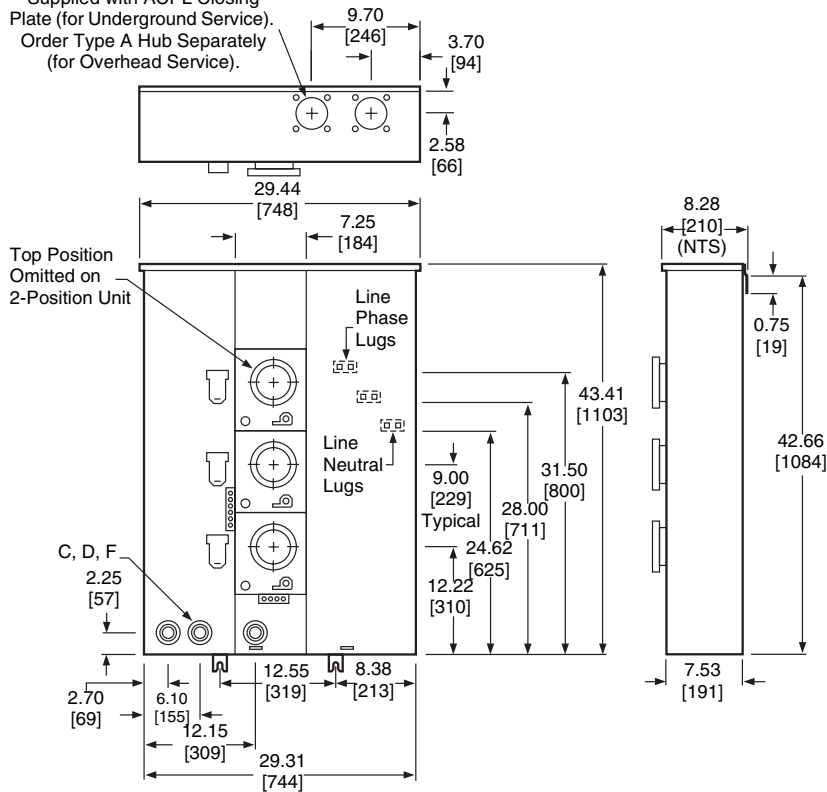 Plate (for Underground Service).
Order Type A Hub Separately
(for Overhead Service).
9.70
[246]
3.70
[94]
2.58
[66]
29.44
[748]
7.25
[184]
8.28
[210]
(NTS)
Top Position
Omitted on
2-Position Unit
Line
Phase
Lugs
0.75
[19]
43.41
[1103]
42.66
[1084]
Line
Neutral
Lugs
9.00
[229]
Typical
31.50
[800]
28.00
[711]
24.62
[625]
12.22
[310]
C, D, F
2.25
[57]
2.70
[69]
6.10
[155]
12.55
[319]
8.38
[213]
7.53
[191]
12.15
[309]
29.31
[744]